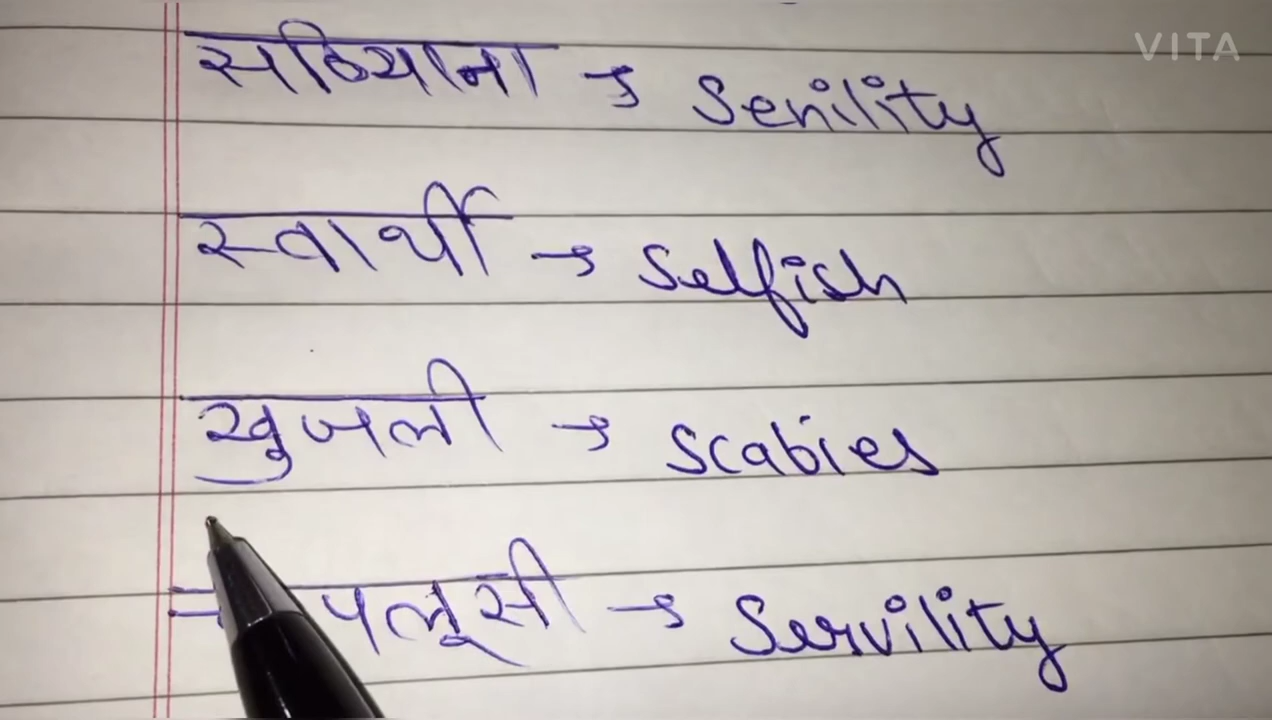 VITA
सठियाना → Senility
स्वार्थी → Selfish
खुजली → Scabies
→ Servility